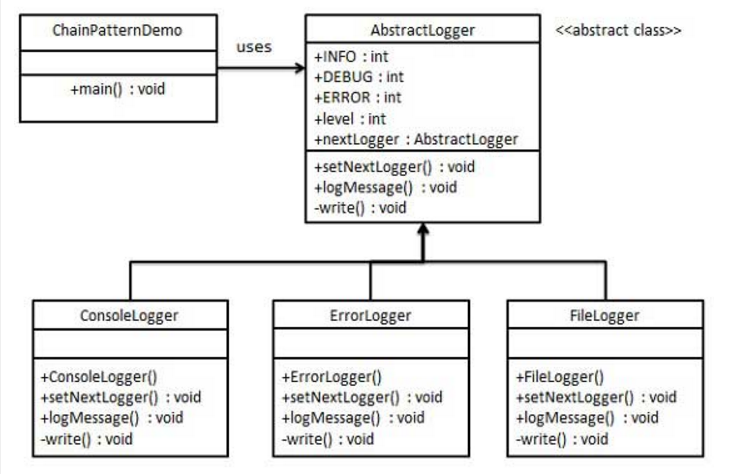 ChainPatternDemo
+main() : void
uses
AbstractLogger
<<abstract class>>
+INFO : int
+DEBUG : int
+ERROR : int
+level : int
+nextLogger : AbstractLogger
+setNextLogger() : void
+logMessage() : void
-write() : void
ConsoleLogger
+ConsoleLogger()
+setNextLogger() : void
+logMessage() : void
-write() : void
ErrorLogger
+ErrorLogger()
+setNextLogger() : void
+logMessage() : void
-write() : void
FileLogger
+FileLogger()
+setNextLogger() : void
+logMessage() : void
-write() : void